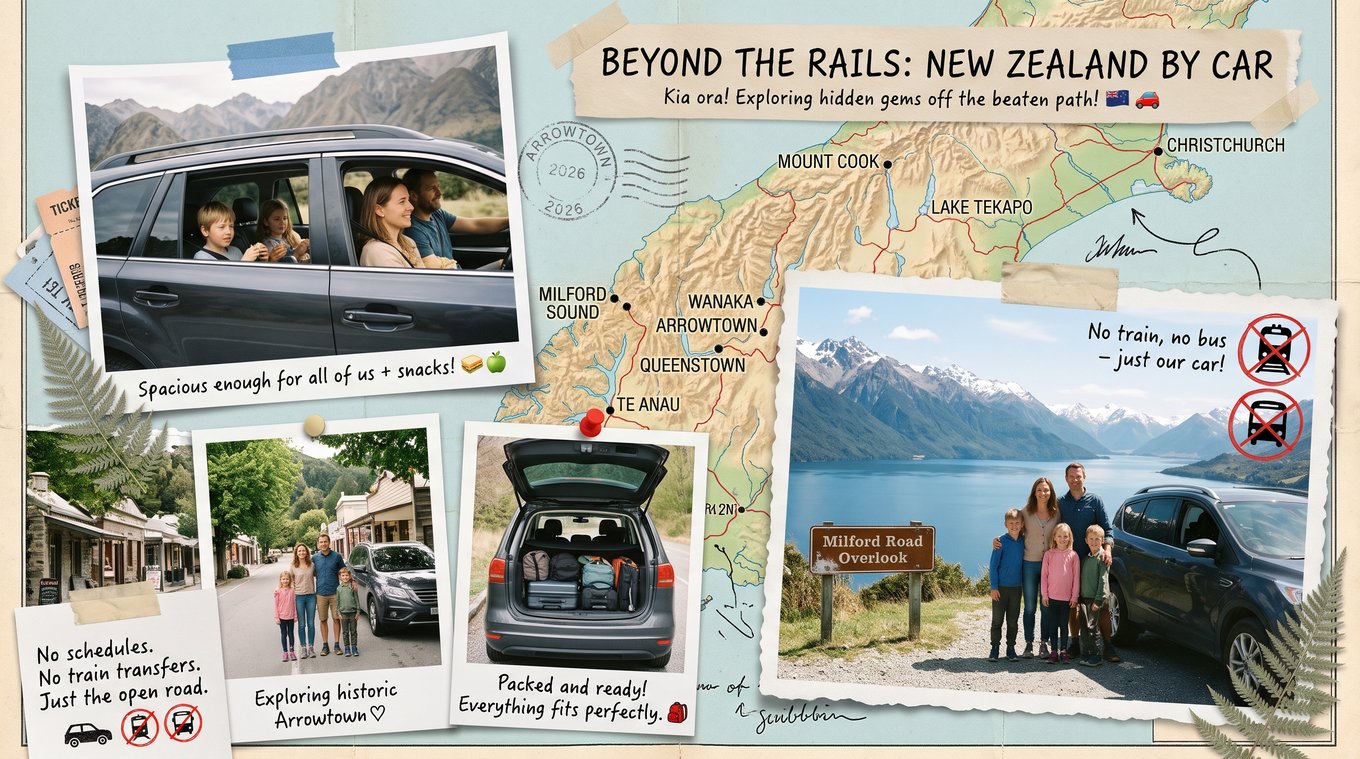 BEYOND THE RAILS: NEW ZEALAND BY CAR
Kia ora! Exploring hidden gems off the beaten path! 🇳🇿 🚗
ARROWTOWN
2026
2026
TICKE
CHRISTCHURCH
MOUNT COOK
LAKE TEKAPO
MILFORD
SOUND
WANAKA
ARROWTOWN
QUEENSTOWN
TE ANAU
Spacious enough for all of us + snacks! 🥪🍏
No train, no bus
– just our car!
Milford Road
Overlook
No schedules.
No train transfers.
Just the open road.
Exploring historic
Arrowtown ♡
Packed and ready!
Everything fits perfectly. 🎒
of